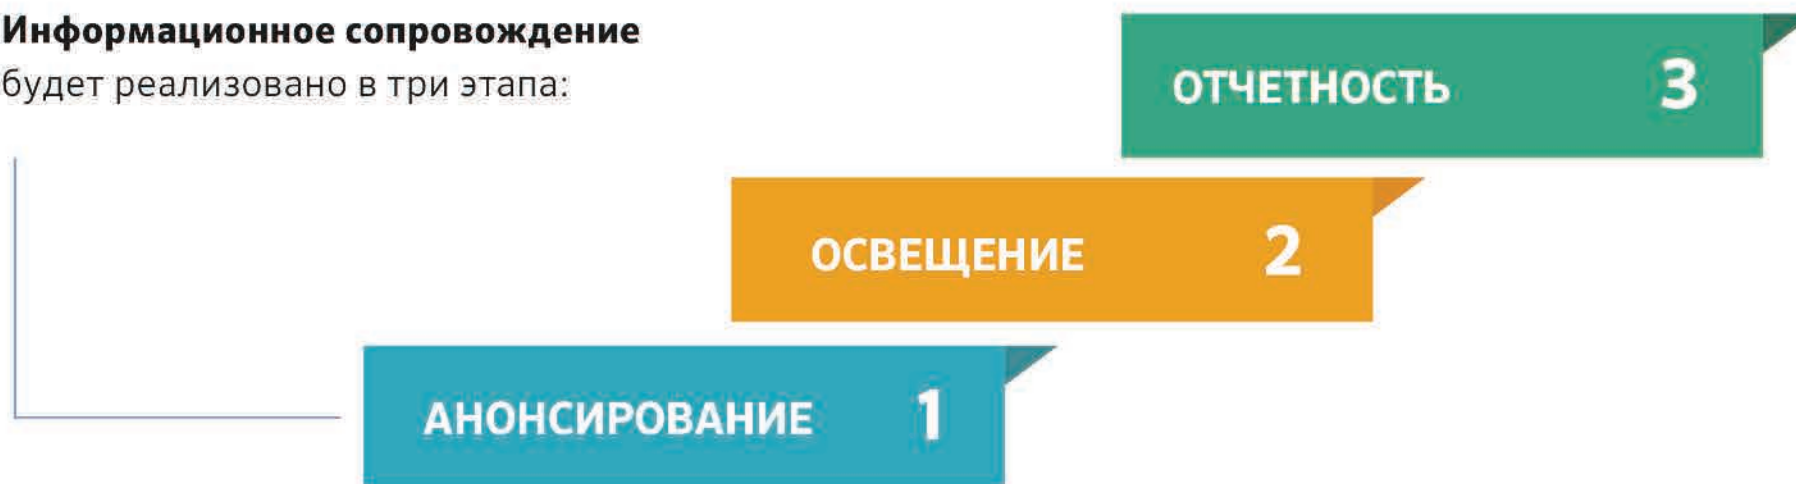 Информационное сопровождение
будет реализовано в три этапа:
ОТЧЕТНОСТЬ 3
ОСВЕЩЕНИЕ 2
АНОНСИРОВАНИЕ 1